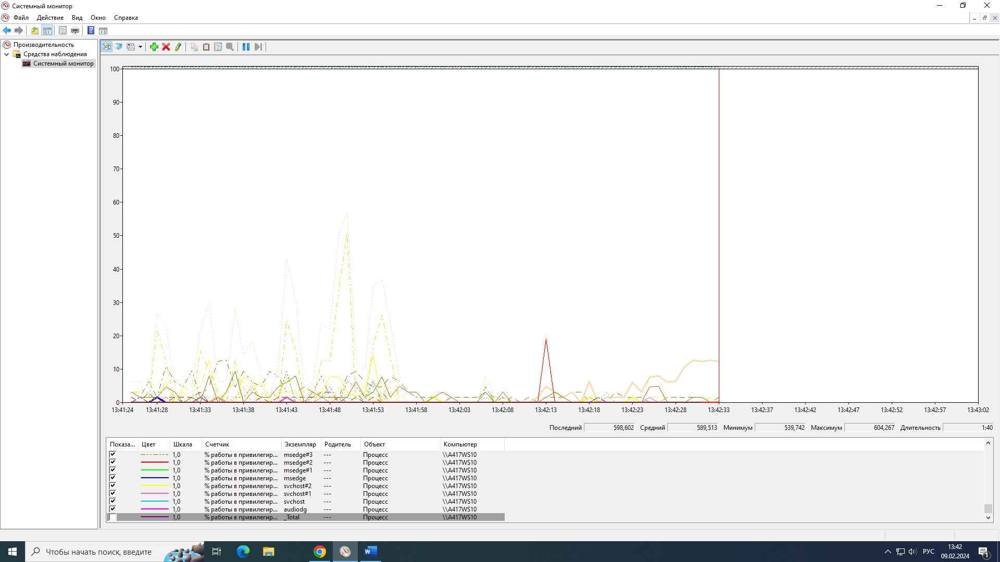 Системный монитор
Файл Действие Вид Окно Справка
Производительность
Средства наблюдения
Системный монитор
100
90
80
70
60
50
40
30
20
10
0
13:41:24 13:41:28 13:41:33 13:41:38 13:41:43 13:41:48 13:41:53 13:41:58 13:42:03 13:42:08 13:42:13 13:42:18 13:42:23 13:42:28 13:42:33 13:42:37 13:42:42 13:42:47 13:42:52 13:42:57 13:43:02
Последний 598,602 Средний 589,513 Минимум 539,742 Максимум 604,267 Длительность 1:40
Показа... Цвет Шкала Счетчик Экземпляр Родитель Объект Компьютер
1,0 % работы в привилегир... msedge#3 --- Процесс \\A417WS10
1,0 % работы в привилегир... msedge#2 --- Процесс \\A417WS10
1,0 % работы в привилегир... msedge#1 --- Процесс \\A417WS10
1,0 % работы в привилегир... msedge --- Процесс \\A417WS10
1,0 % работы в привилегир... svchost#2 --- Процесс \\A417WS10
1,0 % работы в привилегир... svchost#1 --- Процесс \\A417WS10
1,0 % работы в привилегир... svchost --- Процесс \\A417WS10
1,0 % работы в привилегир... audiodg --- Процесс \\A417WS10
1,0 % работы в привилегир... _Total --- Процесс \\A417WS10
Чтобы начать поиск, введите
РУС
13:42
09.02.2024
1